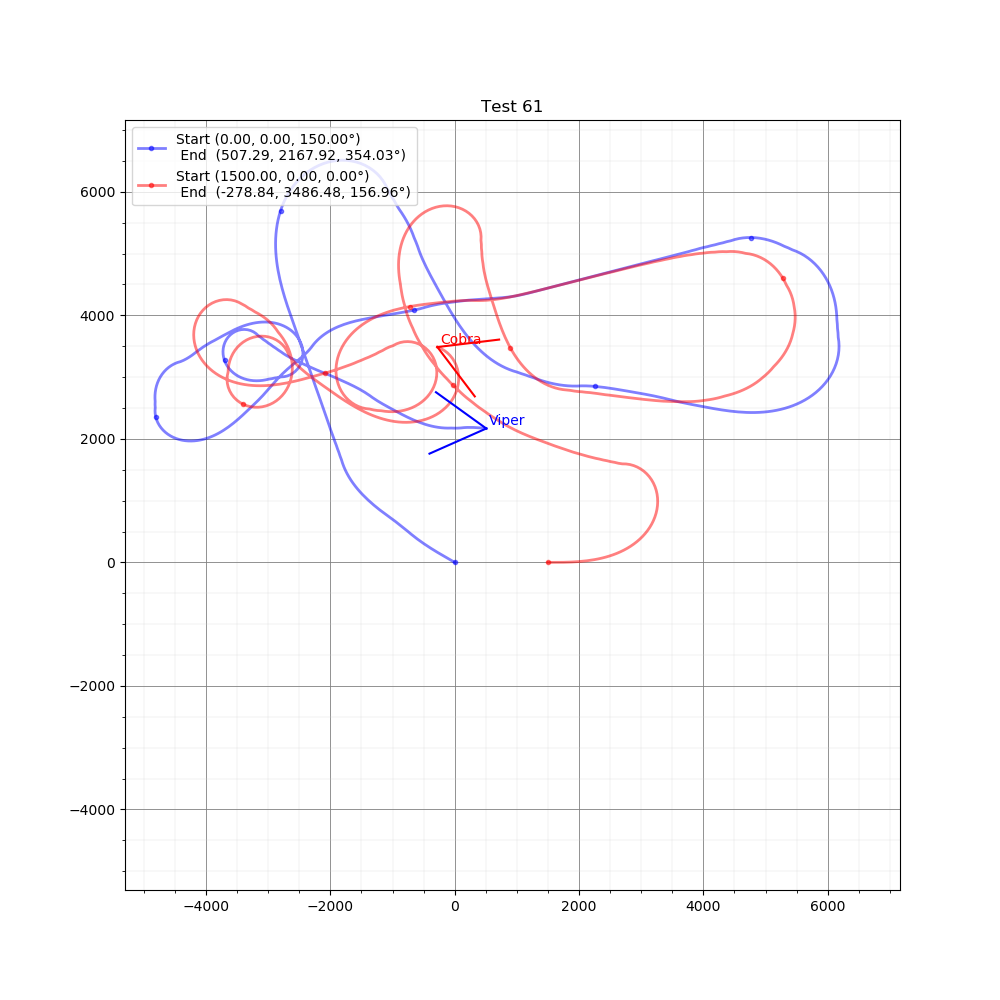 Test 61
Start (0.00, 0.00, 150.00°)
End (507.29, 2167.92, 354.03°)
Start (1500.00, 0.00, 0.00°)
End (-278.84, 3486.48, 156.96°)
6000
4000
2000
0
−2000
−4000
Cobra
Viper
−4000 −2000 0 2000 4000 6000